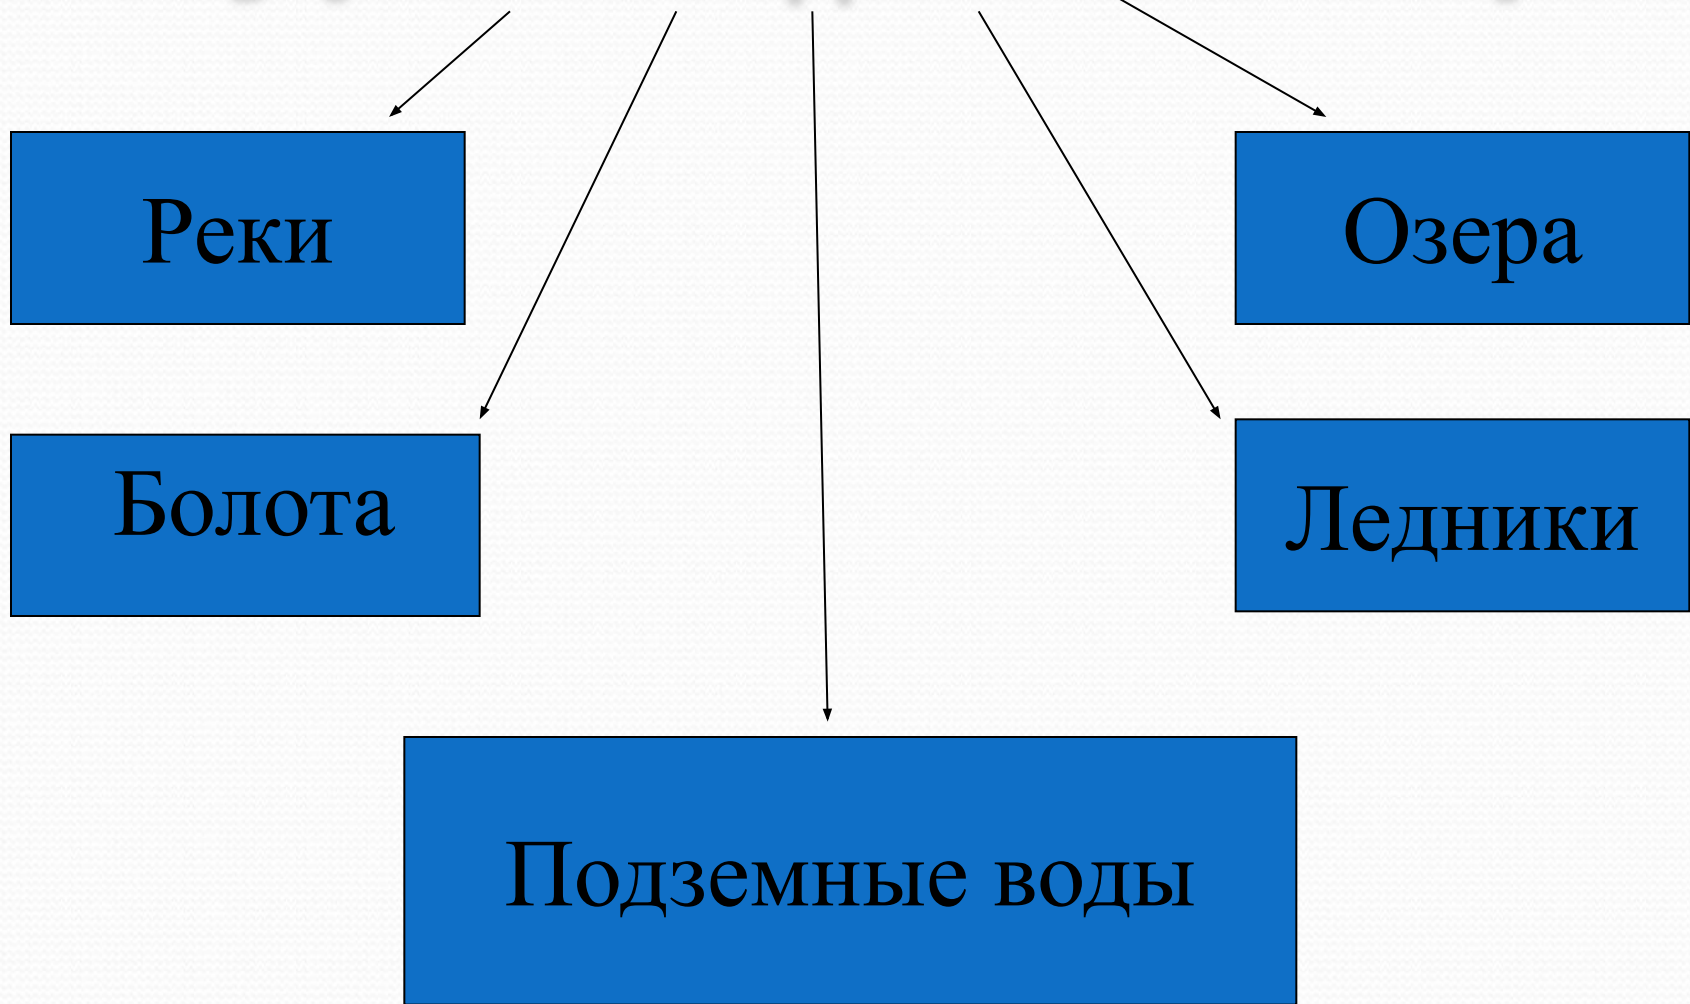 Реки
Озера
Болота
Ледники
Подземные воды